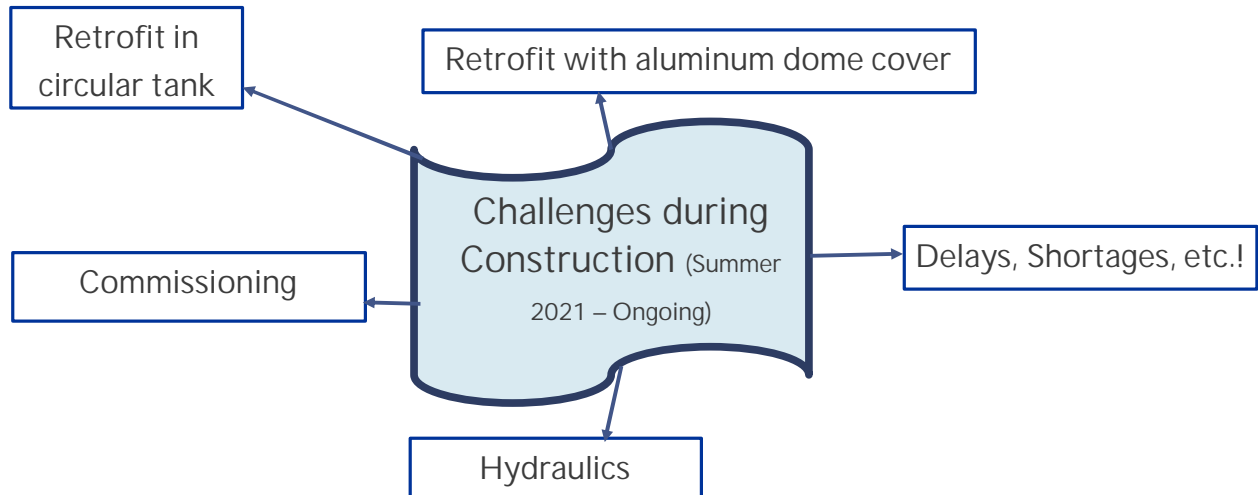 Retrofit in
circular tank
Retrofit with aluminum dome cover
Challenges during
Construction (Summer
2021 – Ongoing)
Delays, Shortages, etc.!
Commissioning
Hydraulics